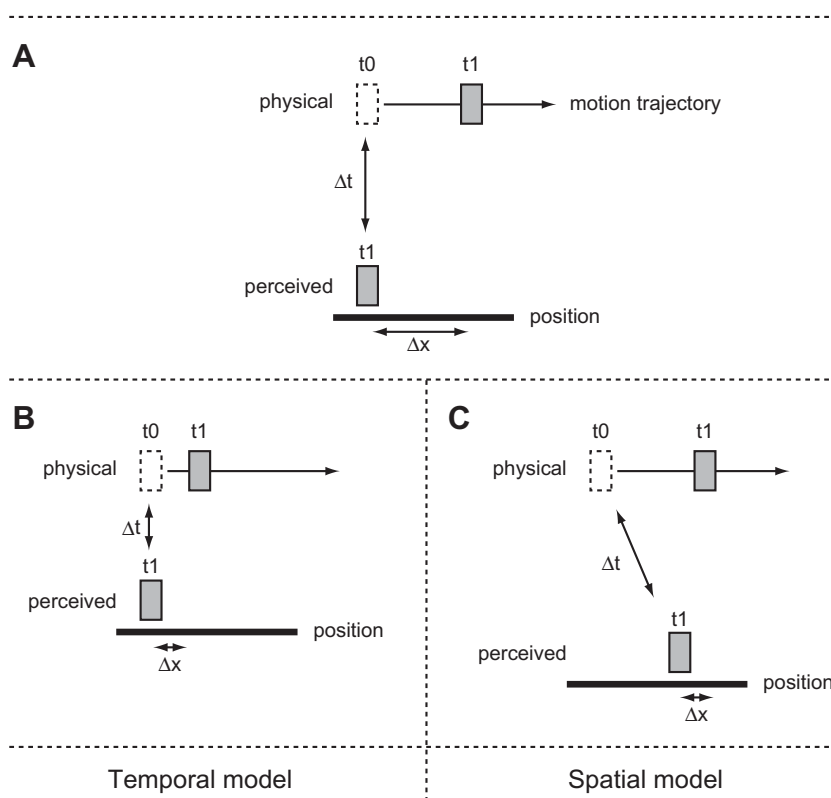 A
t0 t1
physical motion trajectory
Δt
t1
perceived
position
Δx
B
t0 t1
physical
Δt
t1
perceived
position
Δx
C
t0 t1
physical
Δt
t1
perceived
position
Δx
Temporal model
Spatial model